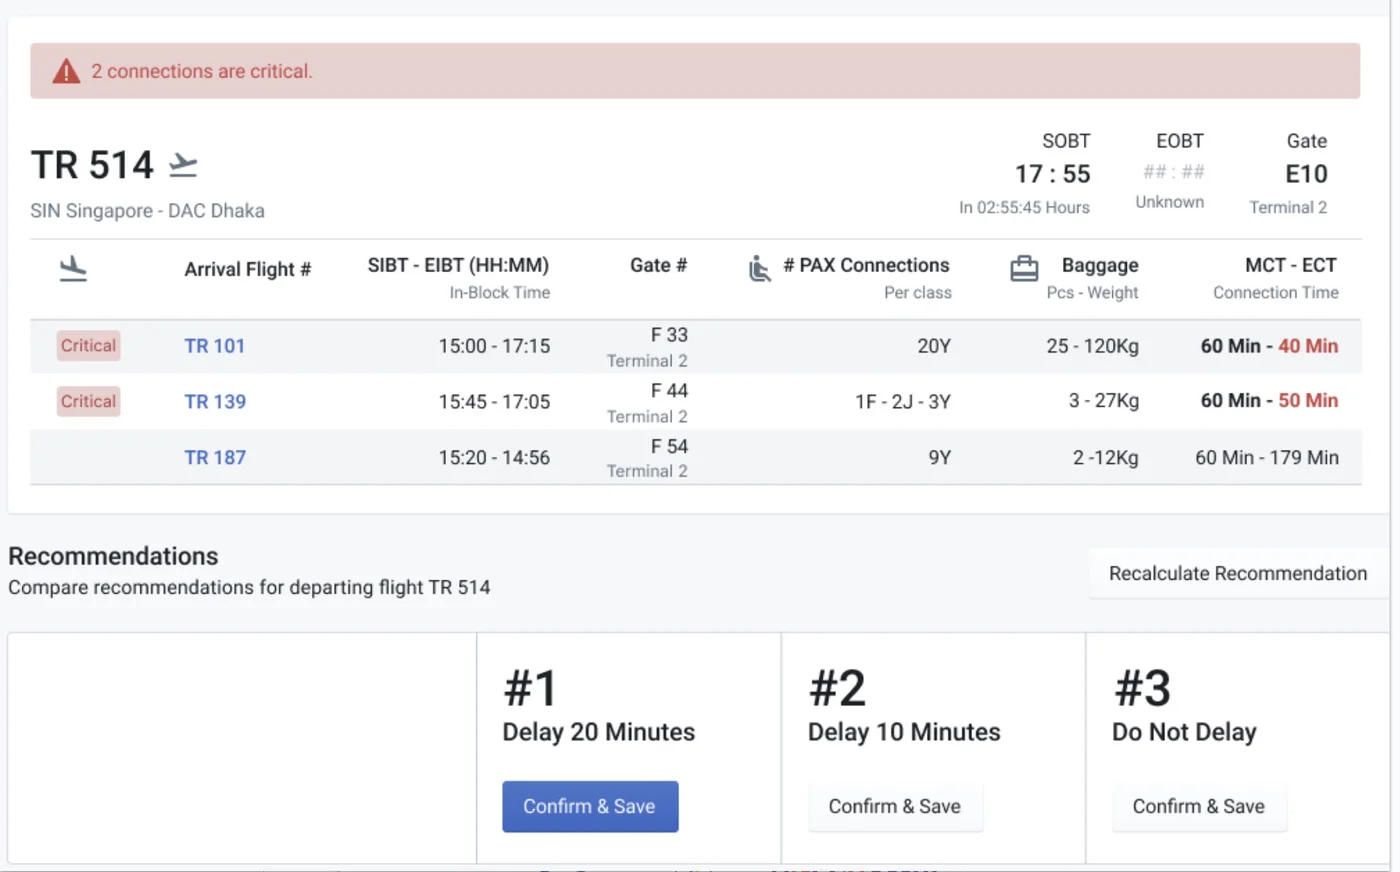 2 connections are critical.
SOBT EOBT Gate
TR 514 17 : 55 ## : ## E10
SIN Singapore - DAC Dhaka In 02:55:45 Hours Unknown Terminal 2
Arrival Flight # SIBT - EIBT (HH:MM) Gate # # PAX Connections Baggage MCT - ECT
In-Block Time Per class Pcs - Weight Connection Time
Critical TR 101 15:00 - 17:15 F 33 20Y 25 - 120Kg 60 Min - 40 Min
Terminal 2
Critical TR 139 15:45 - 17:05 F 44 1F - 2J - 3Y 3 - 27Kg 60 Min - 50 Min
Terminal 2
TR 187 15:20 - 14:56 F 54 9Y 2 -12Kg 60 Min - 179 Min
Terminal 2
Recommendations
Compare recommendations for departing flight TR 514
Recalculate Recommendation
#1 #2 #3
Delay 20 Minutes Delay 10 Minutes Do Not Delay
Confirm & Save Confirm & Save Confirm & Save